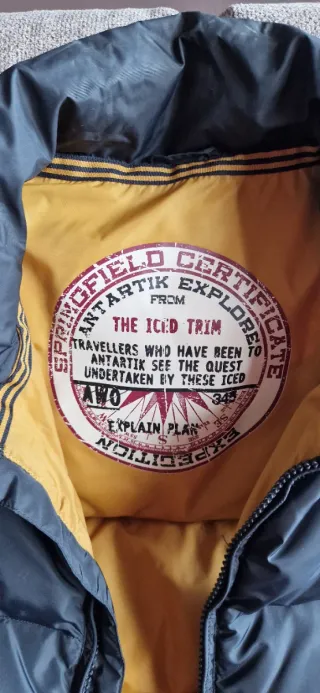 SPRINGFIELD CERTIFICATE
ANTARTIK EXPLORE
FROM TO
THE ICED TRIM
TRAVELLERS WHO HAVE BEEN
ANTARTIK SEE THE QUEST
UNDERTAKEN BY THESE ICED
AWO 345
EXPLAIN PLAN
S
EXPEDITION